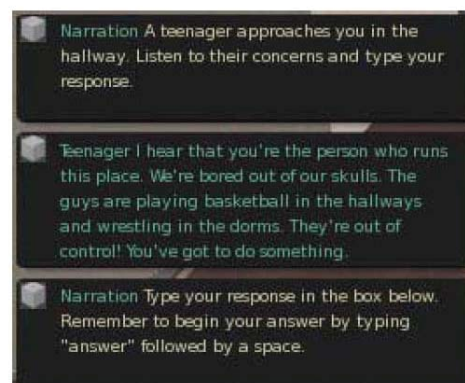 Narration A teenager approaches you in the
hallway. Listen to their concerns and type your
response.
Teenager I hear that you're the person who runs
this place. We're bored out of our skulls. The
guys are playing basketball in the hallways
and wrestling in the dorms. They're out of
control! You've got to do something.
Narration Type your response in the box below.
Remember to begin your answer by typing
"answer" followed by a space.